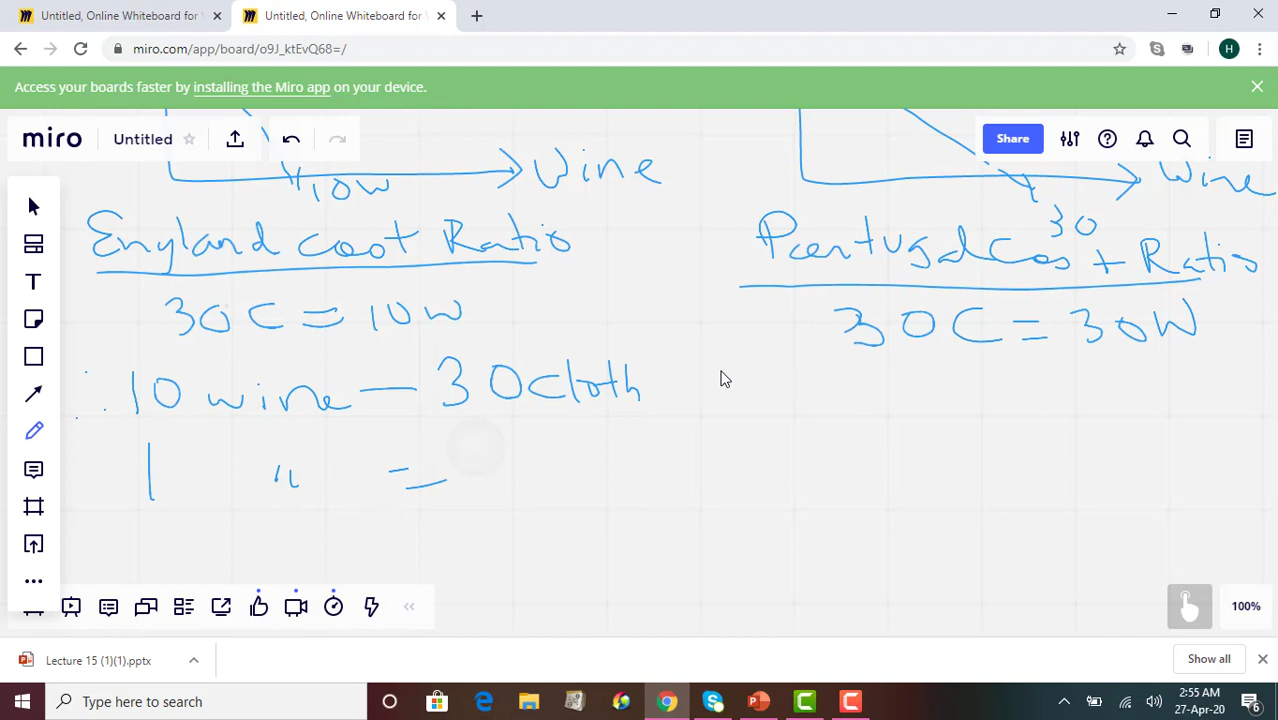 Untitled, Online Whiteboard for
Untitled, Online Whiteboard for
miro.com/app/board/o9J_ktEvQ68=/
H
Access your boards faster by installing the Miro app on your device.
miro
Untitled
Share
10W
Wine
Wine
England cost Ratio
30
Portugal Cost Ratio
30C = 10W
30C = 30W
10 wine — 30 cloth
1 " =
100%
Lecture 15 (1)(1).pptx
Show all
Type here to search
2:55 AM
27-Apr-20
6